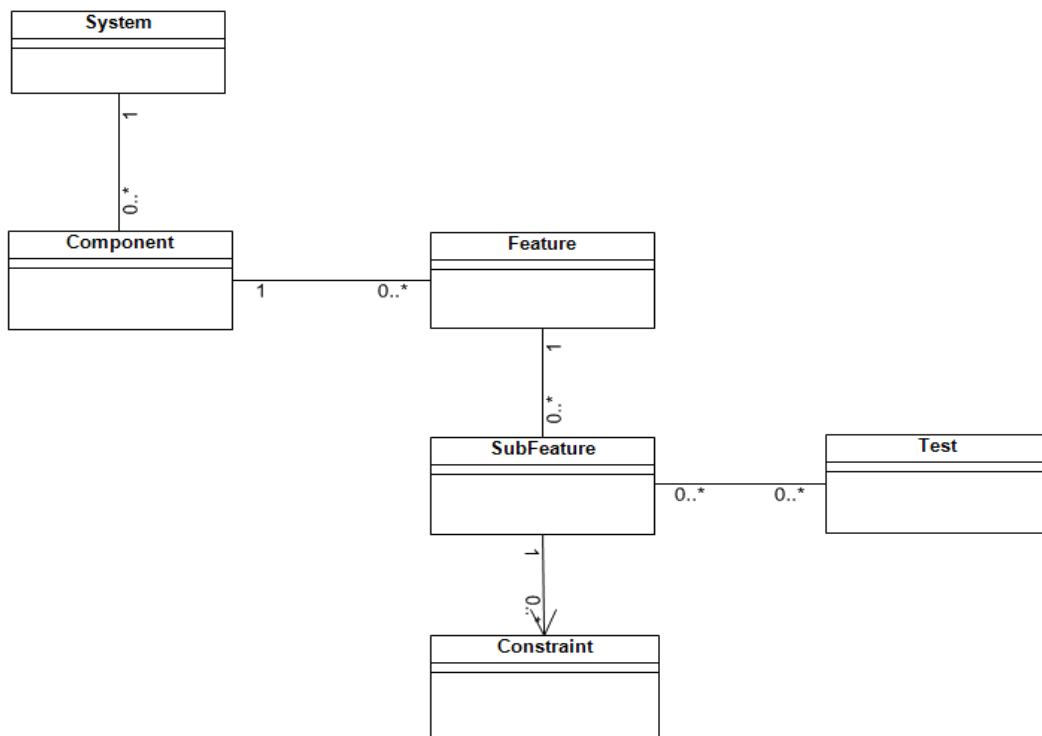 System
1
0..*
Component
Feature
1
0..*
1
0..*
SubFeature
Test
0..*
0..*
1
0..*
Constraint